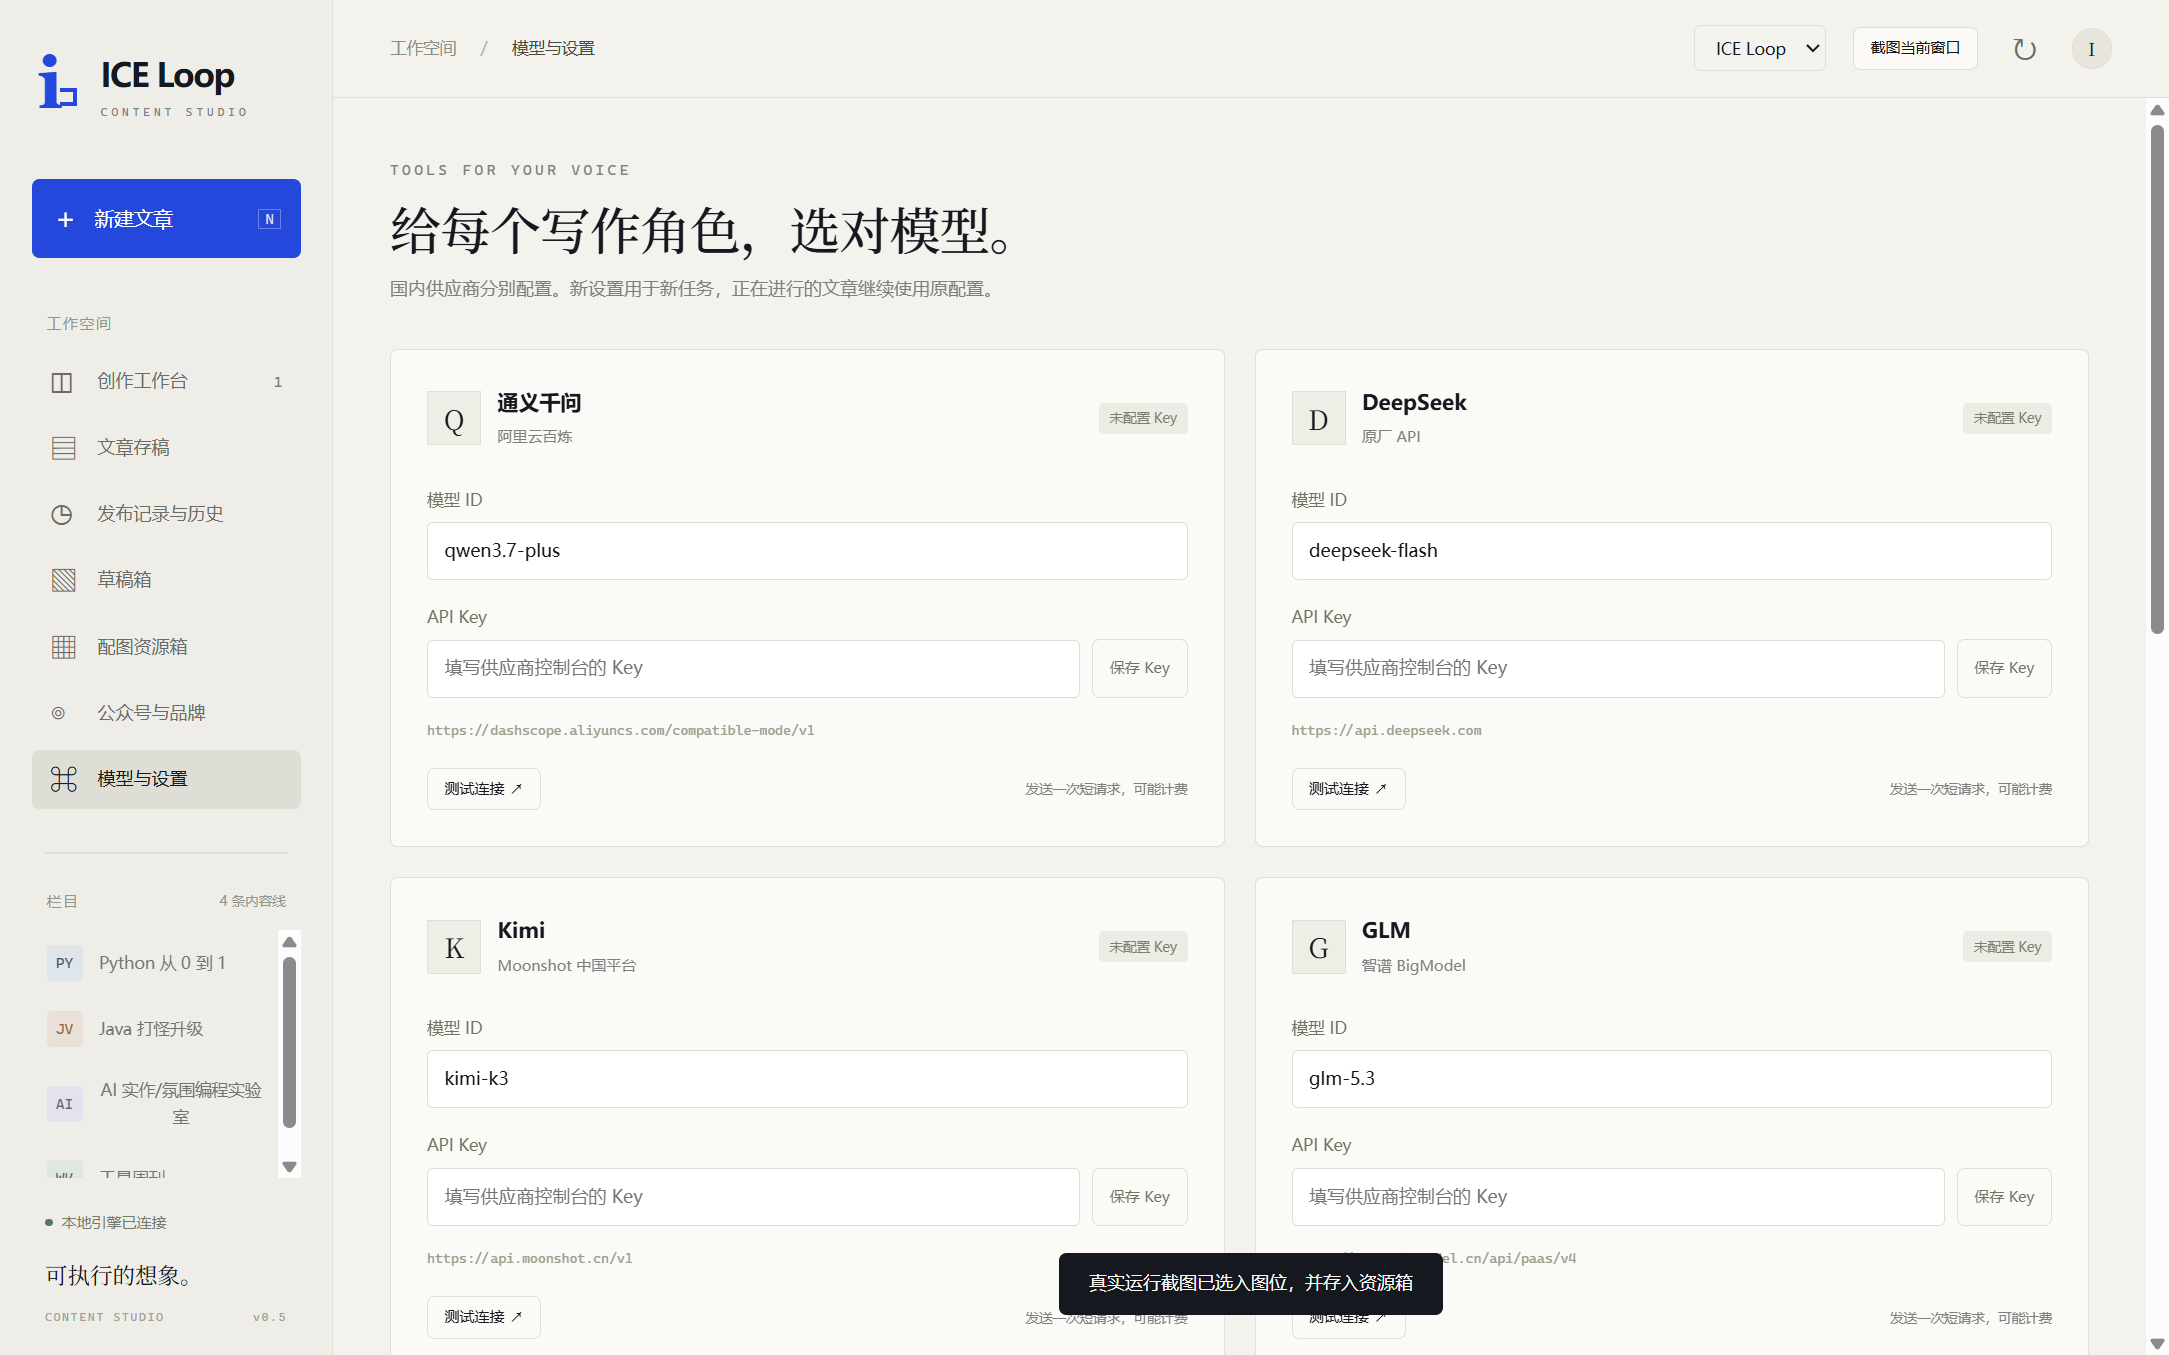 ICE Loop
CONTENT STUDIO
+ 新建文章 N
工作空间
创作工作台 1
文章存稿
发布记录与历史
草稿箱
配图资源箱
公众号与品牌
模型与设置
栏目 4 条内容线
PY Python 从 0 到 1
JV Java 打怪升级
AI AI 实作/氛围编程实验
室
本地引擎已连接
可执行的想象。
CONTENT STUDIO v0.5
工作空间 / 模型与设置
ICE Loop 截图当前窗口 I
TOOLS FOR YOUR VOICE
给每个写作角色，选对模型。
国内供应商分别配置。新设置用于新任务，正在进行的文章继续使用原配置。
Q 通义千问 未配置 Key
阿里云百炼
模型 ID
qwen3.7-plus
API Key
填写供应商控制台的 Key 保存 Key
https://dashscope.aliyuncs.com/compatible-mode/v1
测试连接 ↗ 发送一次短请求，可能计费
D DeepSeek 未配置 Key
原厂 API
模型 ID
deepseek-flash
API Key
填写供应商控制台的 Key 保存 Key
https://api.deepseek.com
测试连接 ↗ 发送一次短请求，可能计费
K Kimi 未配置 Key
Moonshot 中国平台
模型 ID
kimi-k3
API Key
填写供应商控制台的 Key 保存 Key
https://api.moonshot.cn/v1
测试连接 ↗ 发送一次短请求，可能计费
G GLM 未配置 Key
智谱 BigModel
模型 ID
glm-5.3
API Key
填写供应商控制台的 Key 保存 Key
el.cn/api/paas/v4
测试连接 ↗ 发送一次短请求，可能计费
真实运行截图已选入图位，并存入资源箱